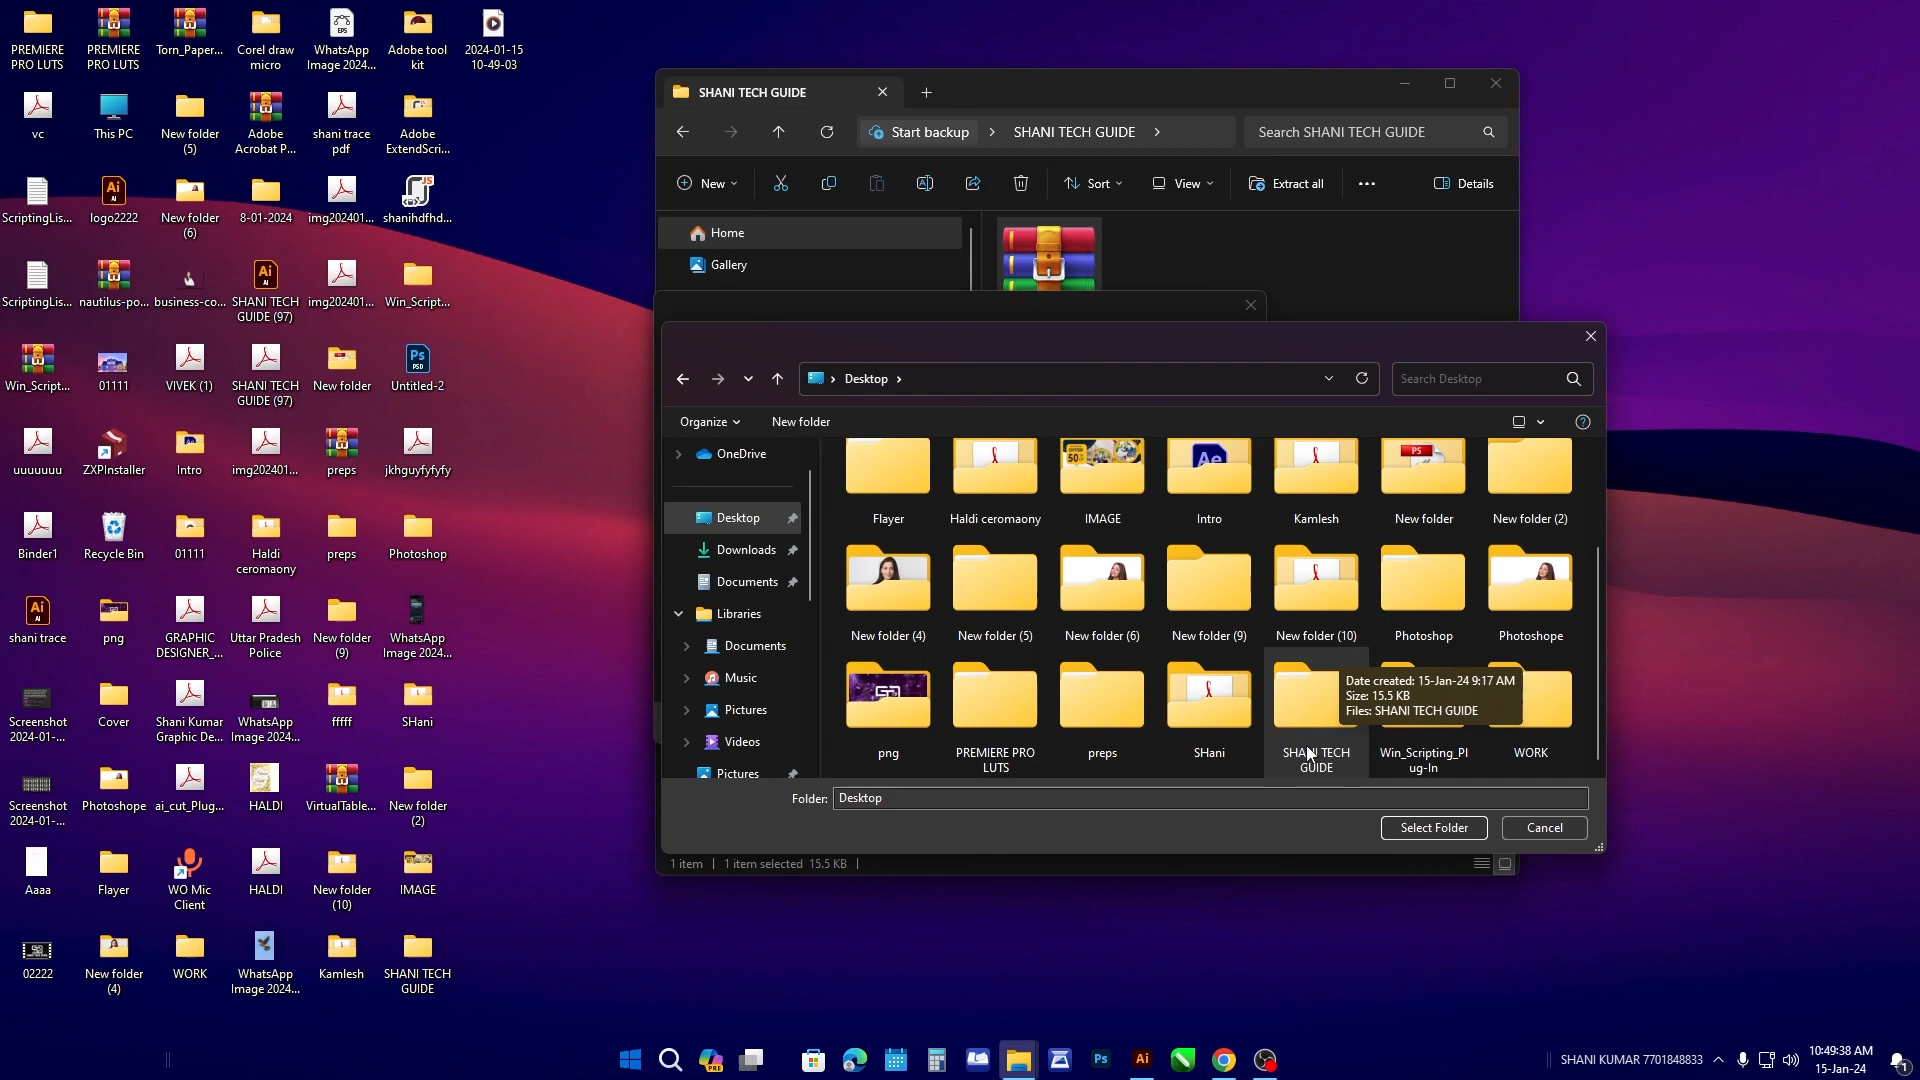 PREMIERE
PRO LUTS
PREMIERE
PRO LUTS
Torn_Paper...
Corel draw
micro
EPS
WhatsApp
Image 2024...
Adobe tool
kit
2024-01-15
10-49-03
vc
This PC
New folder
(5)
Adobe
Acrobat P...
shani trace
pdf
Adobe
ExtendScri...
ScriptingLis...
logo2222
New folder
(6)
8-01-2024
img202401...
shanihdfhd...
ScriptingLis...
nautilus-po...
business-co...
SHANI TECH
GUIDE (97)
img202401...
Win_Script...
Win_Script...
01111
VIVEK (1)
SHANI TECH
GUIDE (97)
New folder
Untitled-2
uuuuuuu
ZXPInstaller
Intro
img202401...
preps
jkhguyfyfyfy
Binder1
Recycle Bin
01111
Haldi
ceromaony
preps
Photoshop
shani trace
png
GRAPHIC
DESIGNER_...
Uttar Pradesh
Police
New folder
(9)
WhatsApp
Image 2024...
Screenshot
2024-01-...
Cover
Shani Kumar
Graphic De...
WhatsApp
Image 2024...
fffff
SHani
Screenshot
2024-01-...
Photoshope
ai_cut_Plug...
HALDI
VirtualTable...
New folder
(2)
Aaaa
Flayer
WO Mic
Client
HALDI
New folder
(10)
IMAGE
02222
New folder
(4)
WORK
WhatsApp
Image 2024...
Kamlesh
SHANI TECH
GUIDE
SHANI TECH GUIDE
Start backup
SHANI TECH GUIDE
Search SHANI TECH GUIDE
New
Sort
View
Extract all
Details
Home
Gallery
Desktop
Search Desktop
Organize
New folder
OneDrive
Desktop
Downloads
Documents
Libraries
Documents
Music
Pictures
Videos
Pictures
Flayer
Haldi ceromaony
IMAGE
Intro
Kamlesh
New folder
New folder (2)
New folder (4)
New folder (5)
New folder (6)
New folder (9)
New folder (10)
Photoshop
Photoshope
png
PREMIERE PRO
LUTS
preps
SHani
SHANI TECH
GUIDE
Win_Scripting_Pl
ug-In
WORK
Date created: 15-Jan-24 9:17 AM
Size: 15.5 KB
Files: SHANI TECH GUIDE
Folder:
Desktop
Select Folder
Cancel
1 item
1 item selected 15.5 KB
SHANI KUMAR 7701848833
10:49:38 AM
15-Jan-24